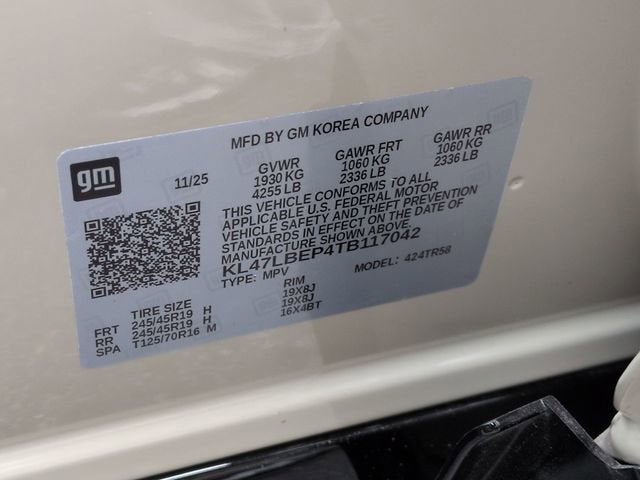 MFD BY GM KOREA COMPANY
gm
11/25
GVWR GAWR FRT GAWR RR
1930 KG 1060 KG 1060 KG
4255 LB 2336 LB 2336 LB
THIS VEHICLE CONFORMS TO ALL
APPLICABLE U.S. FEDERAL MOTOR
VEHICLE SAFETY AND THEFT PREVENTION
STANDARDS IN EFFECT ON THE DATE OF
MANUFACTURE SHOWN ABOVE.
KL47LBEP4TB117042
TYPE: MPV MODEL: 424TR58
TIRE SIZE RIM
FRT 245/45R19 H 19X8J
RR 245/45R19 H 19X8J
SPA T125/70R16 M 16X4BT